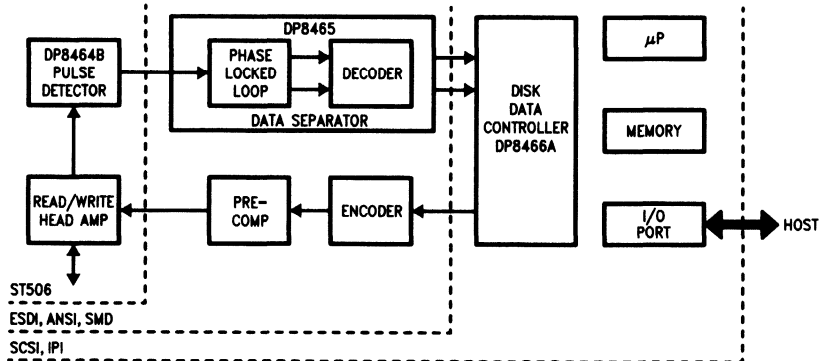 DP8464B
PULSE
DETECTOR
DP8465
PHASE
LOCKED
LOOP
DECODER
DATA SEPARATOR
DISK
DATA
CONTROLLER
DP8466A
μP
MEMORY
I/O
PORT
HOST
READ/WRITE
HEAD AMP
PRE-
COMP
ENCODER
ST506
ESDI, ANSI, SMD
SCSI, IPI